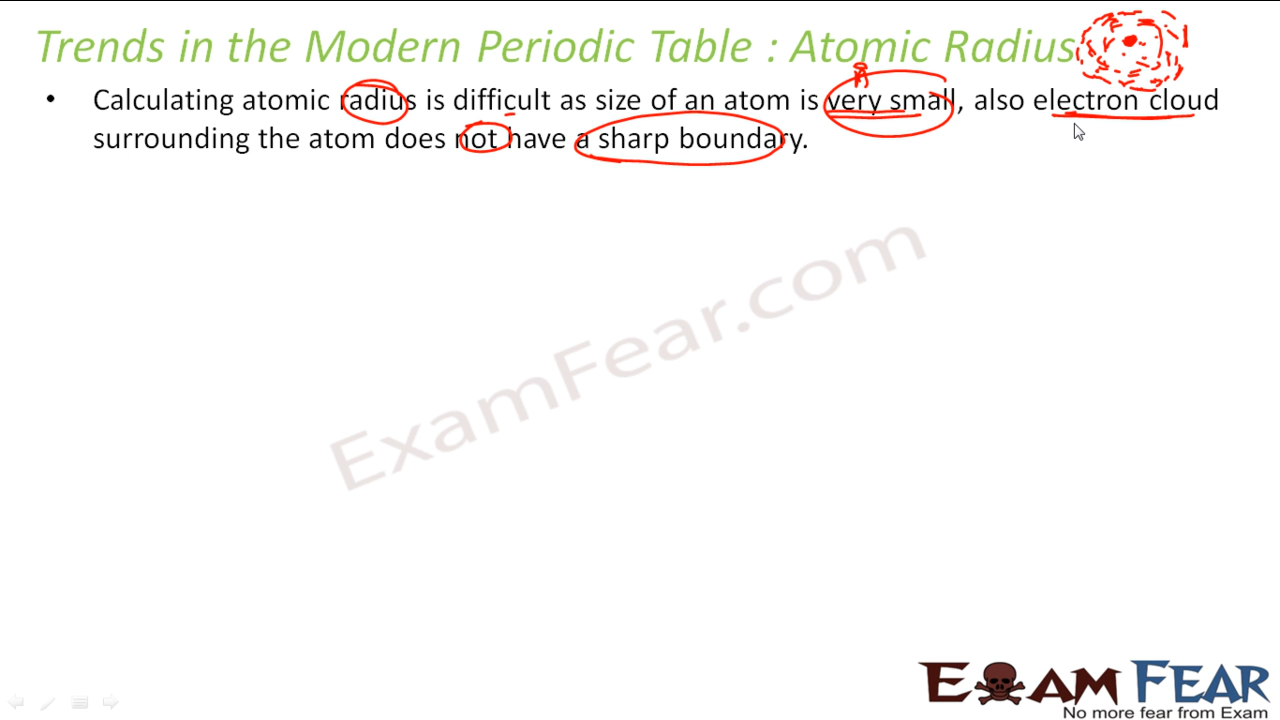 Trends in the Modern Periodic Table : Atomic Radius
Å
• Calculating atomic radius is difficult as size of an atom is very small, also electron cloud
surrounding the atom does not have a sharp boundary.
ExamFear.com
EXAM FEAR
No more fear from Exam